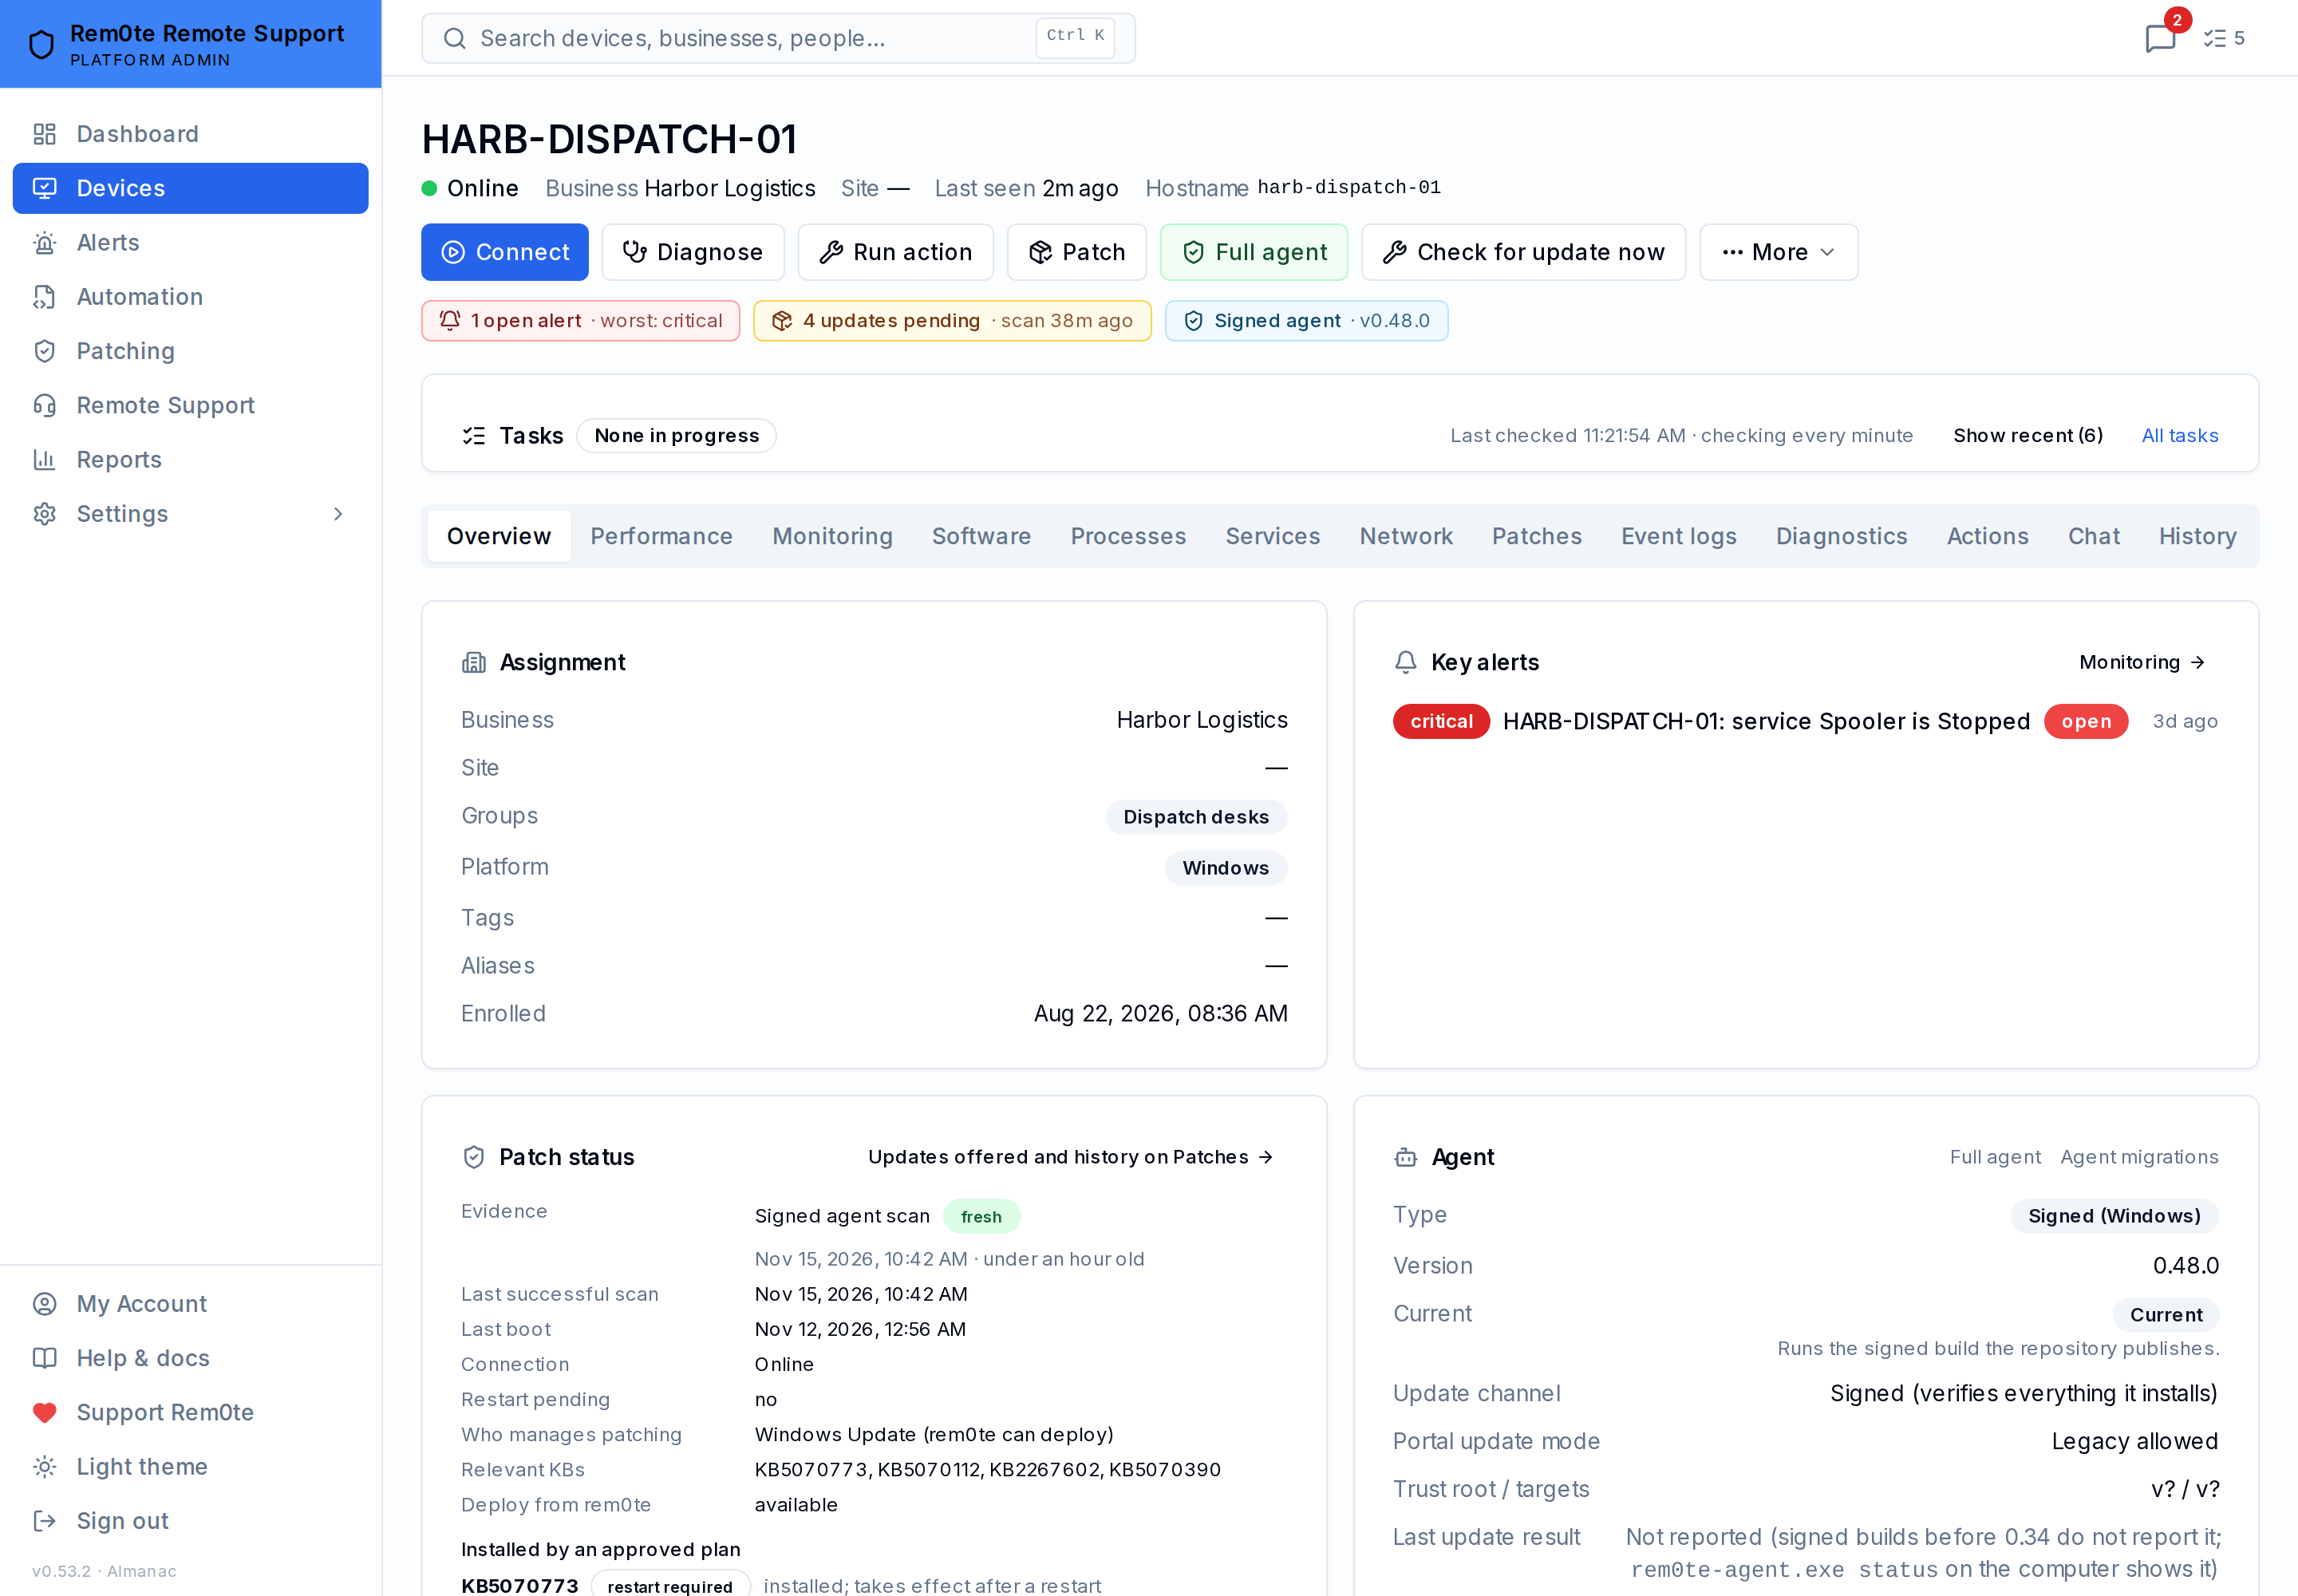 Rem0te Remote Support
PLATFORM ADMIN
Search devices, businesses, people...
Ctrl K
2
5
Dashboard
Devices
Alerts
Automation
Patching
Remote Support
Reports
Settings
My Account
Help & docs
Support Rem0te
Light theme
Sign out
v0.53.2 · Almanac
HARB-DISPATCH-01
Online Business Harbor Logistics Site — Last seen 2m ago Hostname harb-dispatch-01
Connect Diagnose Run action Patch Full agent Check for update now More
1 open alert · worst: critical 4 updates pending · scan 38m ago Signed agent · v0.48.0
Tasks None in progress Last checked 11:21:54 AM · checking every minute Show recent (6) All tasks
Overview Performance Monitoring Software Processes Services Network Patches Event logs Diagnostics Actions Chat History
Assignment
Business Harbor Logistics
Site —
Groups Dispatch desks
Platform Windows
Tags —
Aliases —
Enrolled Aug 22, 2026, 08:36 AM
Key alerts Monitoring →
critical HARB-DISPATCH-01: service Spooler is Stopped open 3d ago
Patch status Updates offered and history on Patches →
Evidence Signed agent scan fresh
Nov 15, 2026, 10:42 AM · under an hour old
Last successful scan Nov 15, 2026, 10:42 AM
Last boot Nov 12, 2026, 12:56 AM
Connection Online
Restart pending no
Who manages patching Windows Update (rem0te can deploy)
Relevant KBs KB5070773, KB5070112, KB2267602, KB5070390
Deploy from rem0te available
Installed by an approved plan
KB5070773 restart required installed; takes effect after a restart
Agent Full agent Agent migrations
Type Signed (Windows)
Version 0.48.0
Current Current
Runs the signed build the repository publishes.
Update channel Signed (verifies everything it installs)
Portal update mode Legacy allowed
Trust root / targets v? / v?
Last update result Not reported (signed builds before 0.34 do not report it;
rem0te-agent.exe status on the computer shows it)